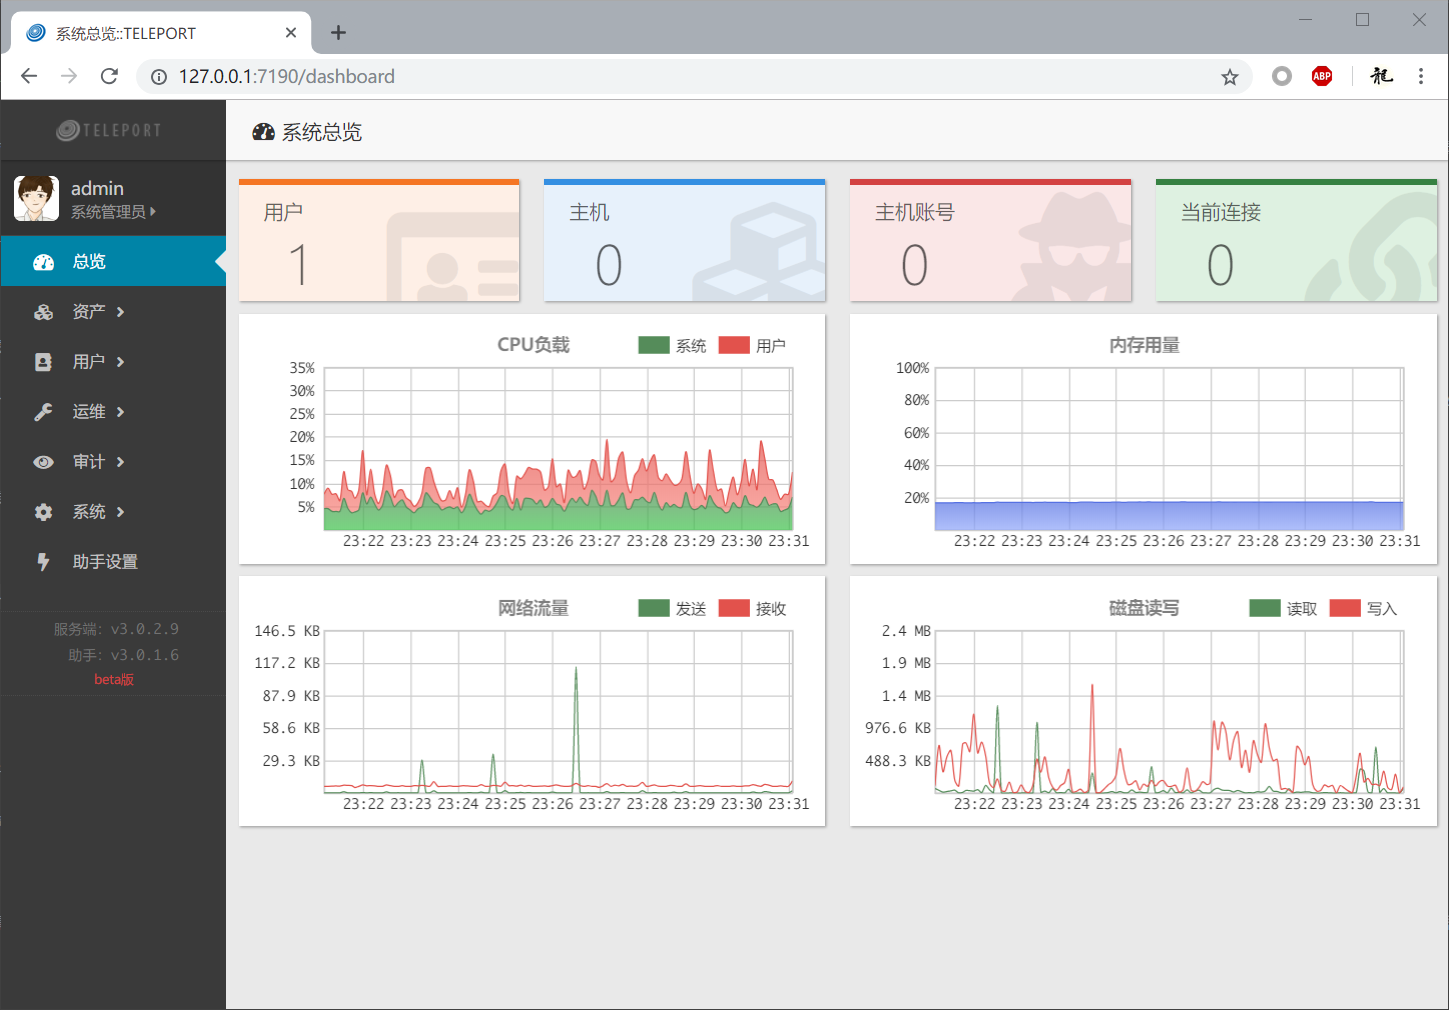 系统总览::TELEPORT
127.0.0.1:7190/dashboard
ABP
龍
TELEPORT
系统总览
admin
系统管理员
总览
资产
用户
运维
审计
系统
助手设置
服务端: v3.0.2.9
助手: v3.0.1.6
beta版
用户
1
主机
0
主机账号
0
当前连接
0
CPU负载
系统 用户
35%
30%
25%
20%
15%
10%
5%
23:22 23:23 23:24 23:25 23:26 23:27 23:28 23:29 23:30 23:31
内存用量
100%
80%
60%
40%
20%
23:22 23:23 23:24 23:25 23:26 23:27 23:28 23:29 23:30 23:31
网络流量
发送 接收
146.5 KB
117.2 KB
87.9 KB
58.6 KB
29.3 KB
23:22 23:23 23:24 23:25 23:26 23:27 23:28 23:29 23:30 23:31
磁盘读写
读取 写入
2.4 MB
1.9 MB
1.4 MB
976.6 KB
488.3 KB
23:22 23:23 23:24 23:25 23:26 23:27 23:28 23:29 23:30 23:31